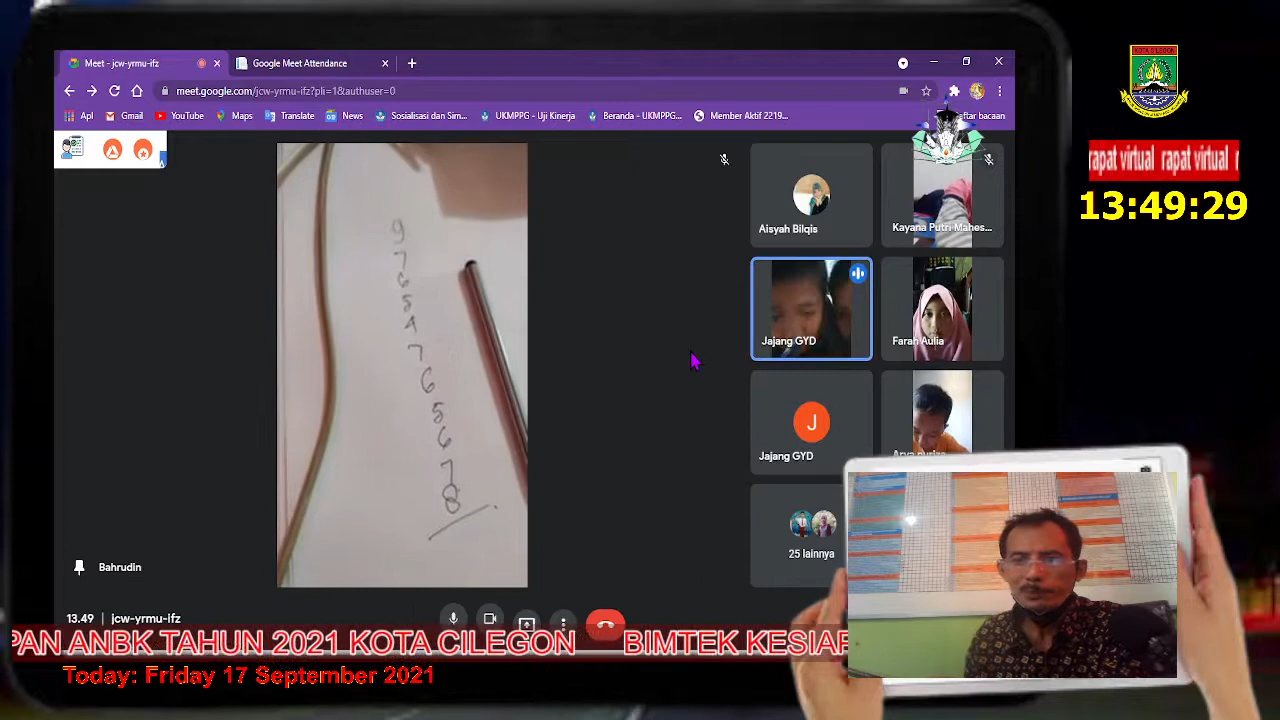 Meet - jcw-yrmu-ifz
Google Meet Attendance
meet.google.com/jcw-yrmu-ifz?pli=1&authuser=0
Apl
Gmail
YouTube
Translate
News
Sosialisasi dan
UKMPPG - Uji Kinerja
Beranda - UKMPPG...
Member Aktif 2219...
bacaan
KOTA CILEGON
rapat virtual rapat virtual
13:49:29
9
7
6
5
4
7
6
5
6
7
8
Aisyah Bilqis
Kayana Putri Mahes...
Jajang GYD
Farah Aulia
J
Jajang GYD
25 lainnya
Bahrudin
13.49 | jcw-yrmu-ifz
PAN ANBK TAHUN 2021 KOTA CILEGON BIMTEK KESIAP
Today: Friday 17 September 2021